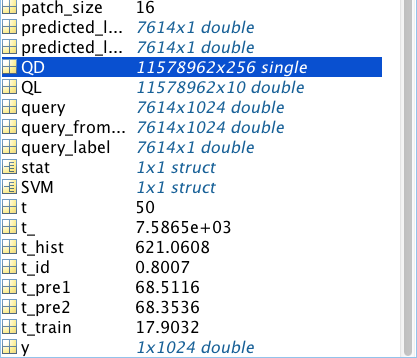 patch_size 16
predicted_l... 7614x1 double
predicted_l... 7614x1 double
QD 11578962x256 single
QL 11578962x10 double
query 7614x1024 double
query_from... 7614x1024 double
query_label 7614x1 double
stat 1x1 struct
SVM 1x1 struct
t 50
t_ 7.5865e+03
t_hist 621.0608
t_id 0.8007
t_pre1 68.5116
t_pre2 68.3536
t_train 17.9032
y 1x1024 double